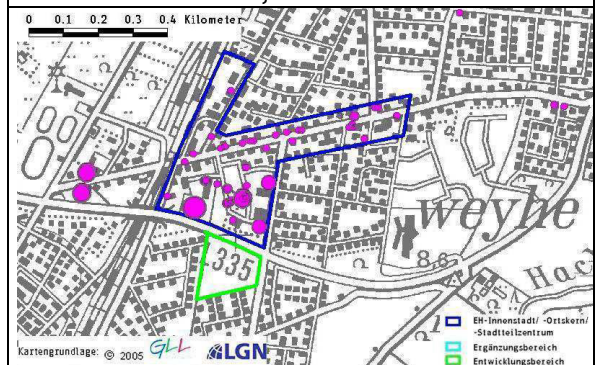 0 0.1 0.2 0.3 0.4 Kilometer
weyhe
335
8,6
Hac
EH-Innenstadt/ -Ortskern/
-Stadtteilzentrum
Ergänzungsbereich
Entwicklungsbereich
Kartengrundlage: © 2005 GLL LGN